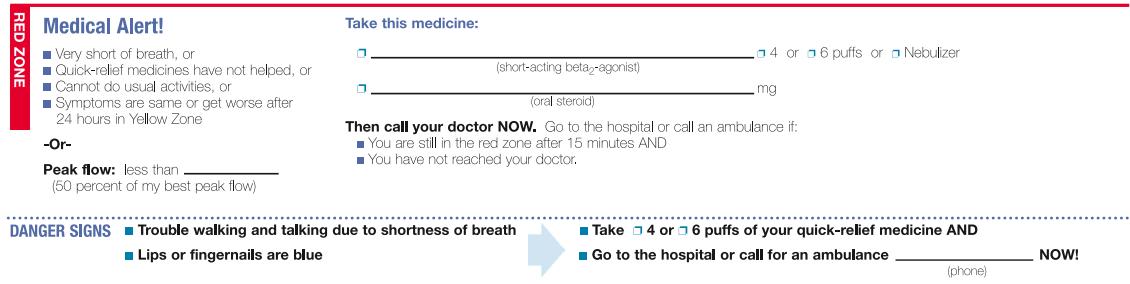 RED ZONE
Medical Alert!
■ Very short of breath, or
■ Quick-relief medicines have not helped, or
■ Cannot do usual activities, or
■ Symptoms are same or get worse after
24 hours in Yellow Zone
-Or-
Peak flow: less than ____________
(50 percent of my best peak flow)
Take this medicine:
❒ ____________ ❒ 4 or ❒ 6 puffs or ❒ Nebulizer
(short-acting beta₂-agonist)
❒ ____________ mg
(oral steroid)
Then call your doctor NOW. Go to the hospital or call an ambulance if:
■ You are still in the red zone after 15 minutes AND
■ You have not reached your doctor.
DANGER SIGNS
■ Trouble walking and talking due to shortness of breath
■ Lips or fingernails are blue
■ Take ❒ 4 or ❒ 6 puffs of your quick-relief medicine AND
■ Go to the hospital or call for an ambulance ____________ NOW!
(phone)